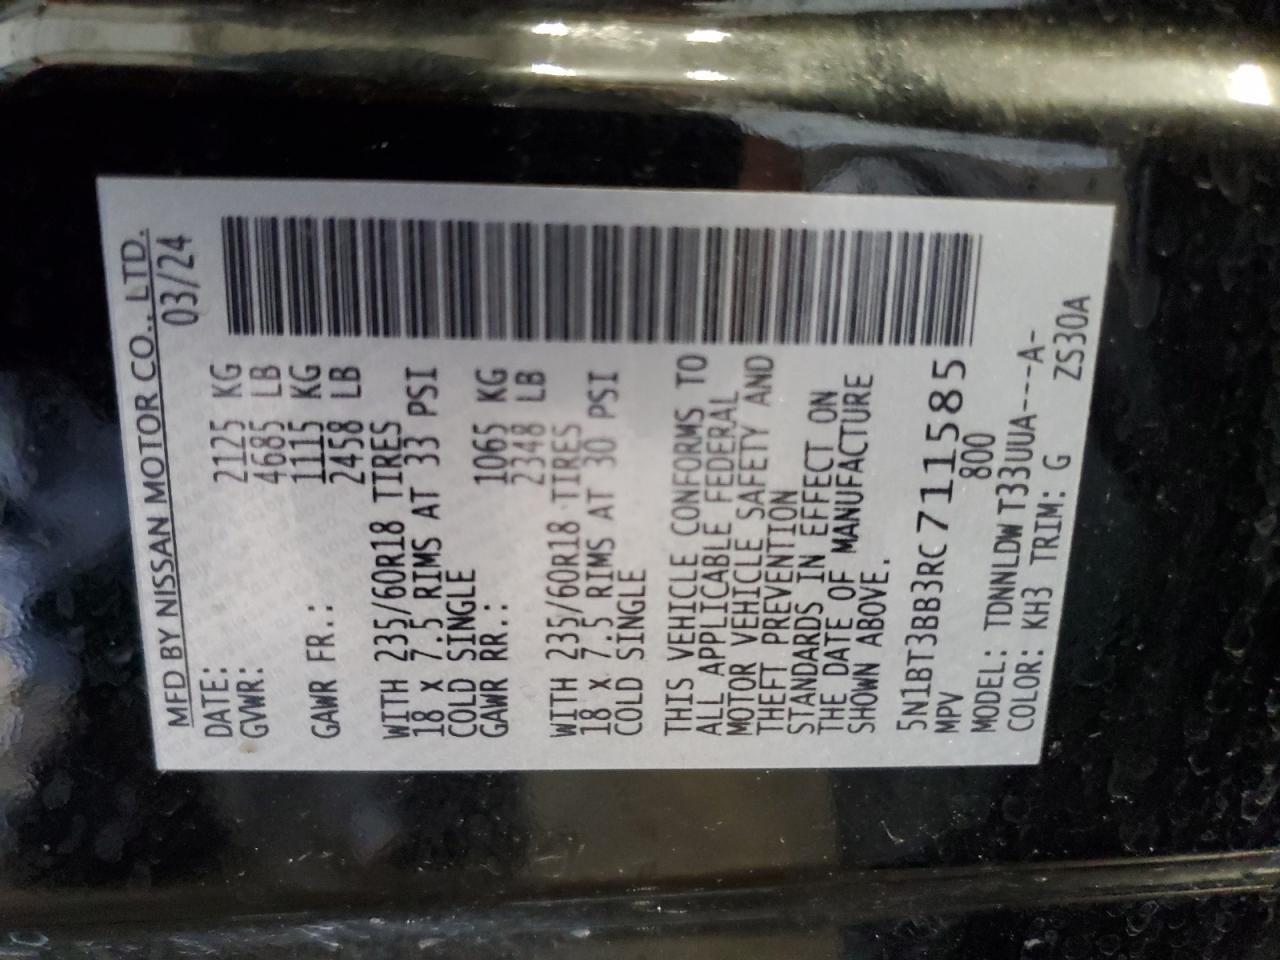 MFD BY NISSAN MOTOR CO., LTD.
DATE: 03/24
GVWR: 2125 KG
4685 LB
GAWR FR.: 1115 KG
2458 LB
WITH 235/60R18 TIRES
18 x 7.5 RIMS AT 33 PSI
COLD SINGLE
GAWR RR.: 1065 KG
2348 LB
WITH 235/60R18 TIRES
18 x 7.5 RIMS AT 30 PSI
COLD SINGLE
THIS VEHICLE CONFORMS TO
ALL APPLICABLE FEDERAL
MOTOR VEHICLE SAFETY AND
THEFT PREVENTION
STANDARDS IN EFFECT ON
THE DATE OF MANUFACTURE
SHOWN ABOVE.
5N1BT3BB3RC711585
MPV 800
MODEL: TDNNLDW T33UUA---A-
COLOR: KH3 TRIM: G ZS30A